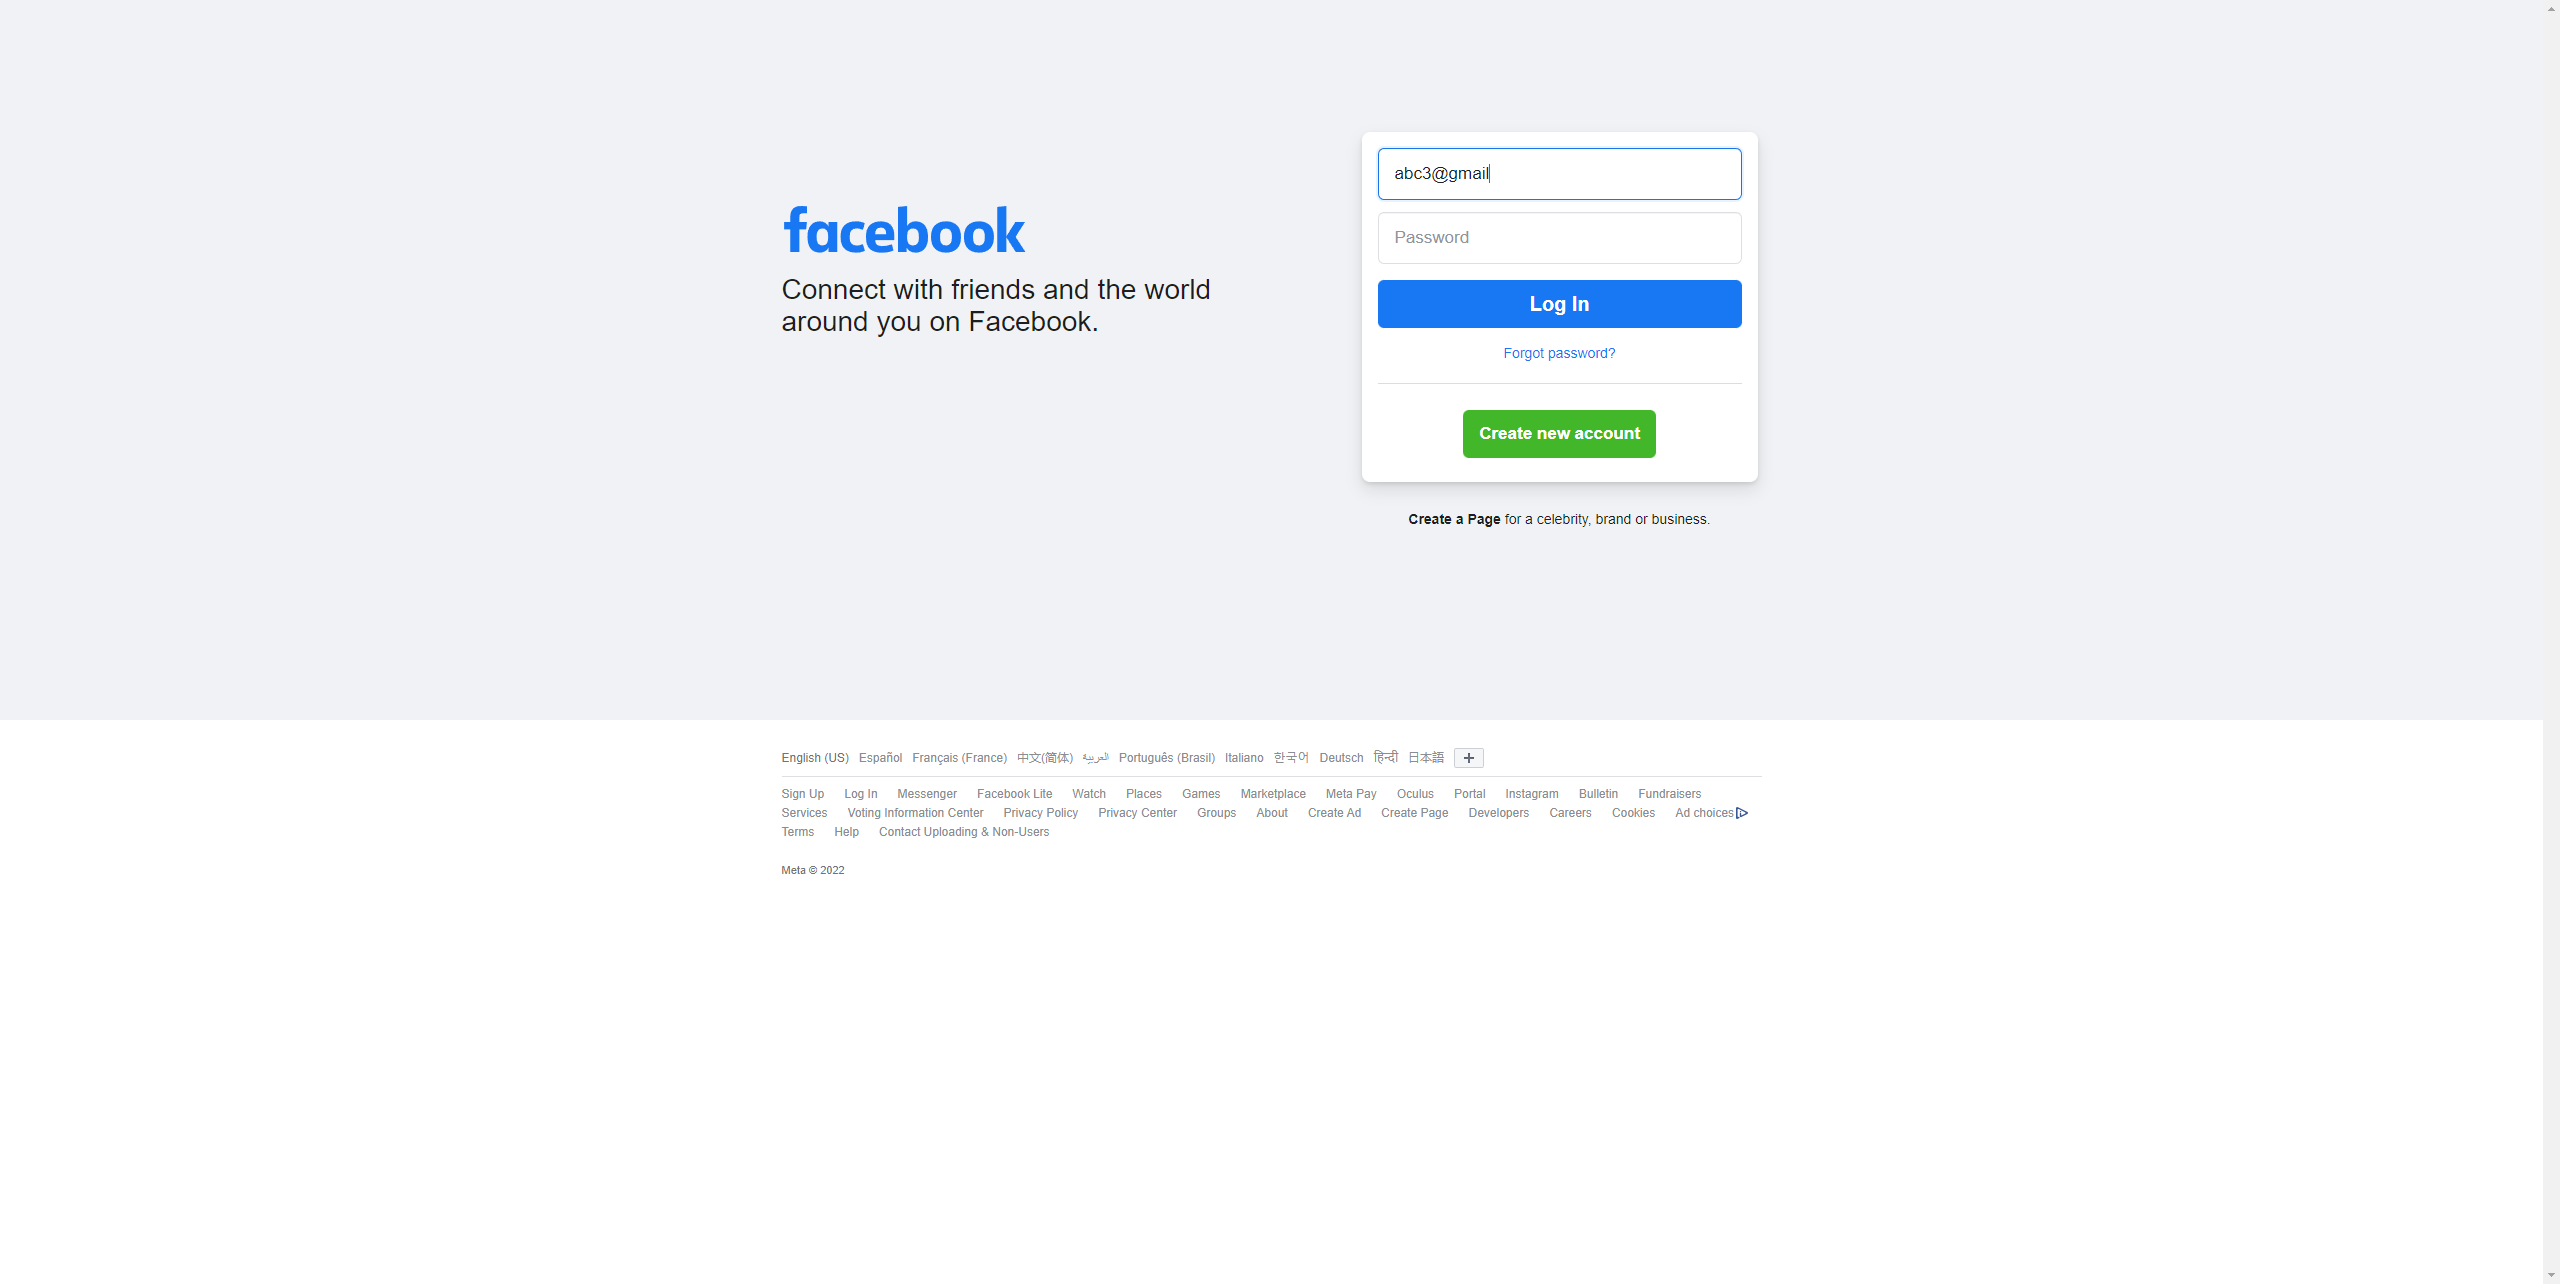 facebook
Connect with friends and the world
around you on Facebook.
abc3@gmail
Password
Log In
Forgot password?
Create new account
Create a Page for a celebrity, brand or business.
English (US) Español Français (France) 中文(简体) العربية Português (Brasil) Italiano 한국어 Deutsch हिन्दी 日本語
Sign Up Log In Messenger Facebook Lite Watch Places Games Marketplace Meta Pay Oculus Portal Instagram Bulletin Fundraisers
Services Voting Information Center Privacy Policy Privacy Center Groups About Create Ad Create Page Developers Careers Cookies Ad choices
Terms Help Contact Uploading & Non-Users
Meta © 2022